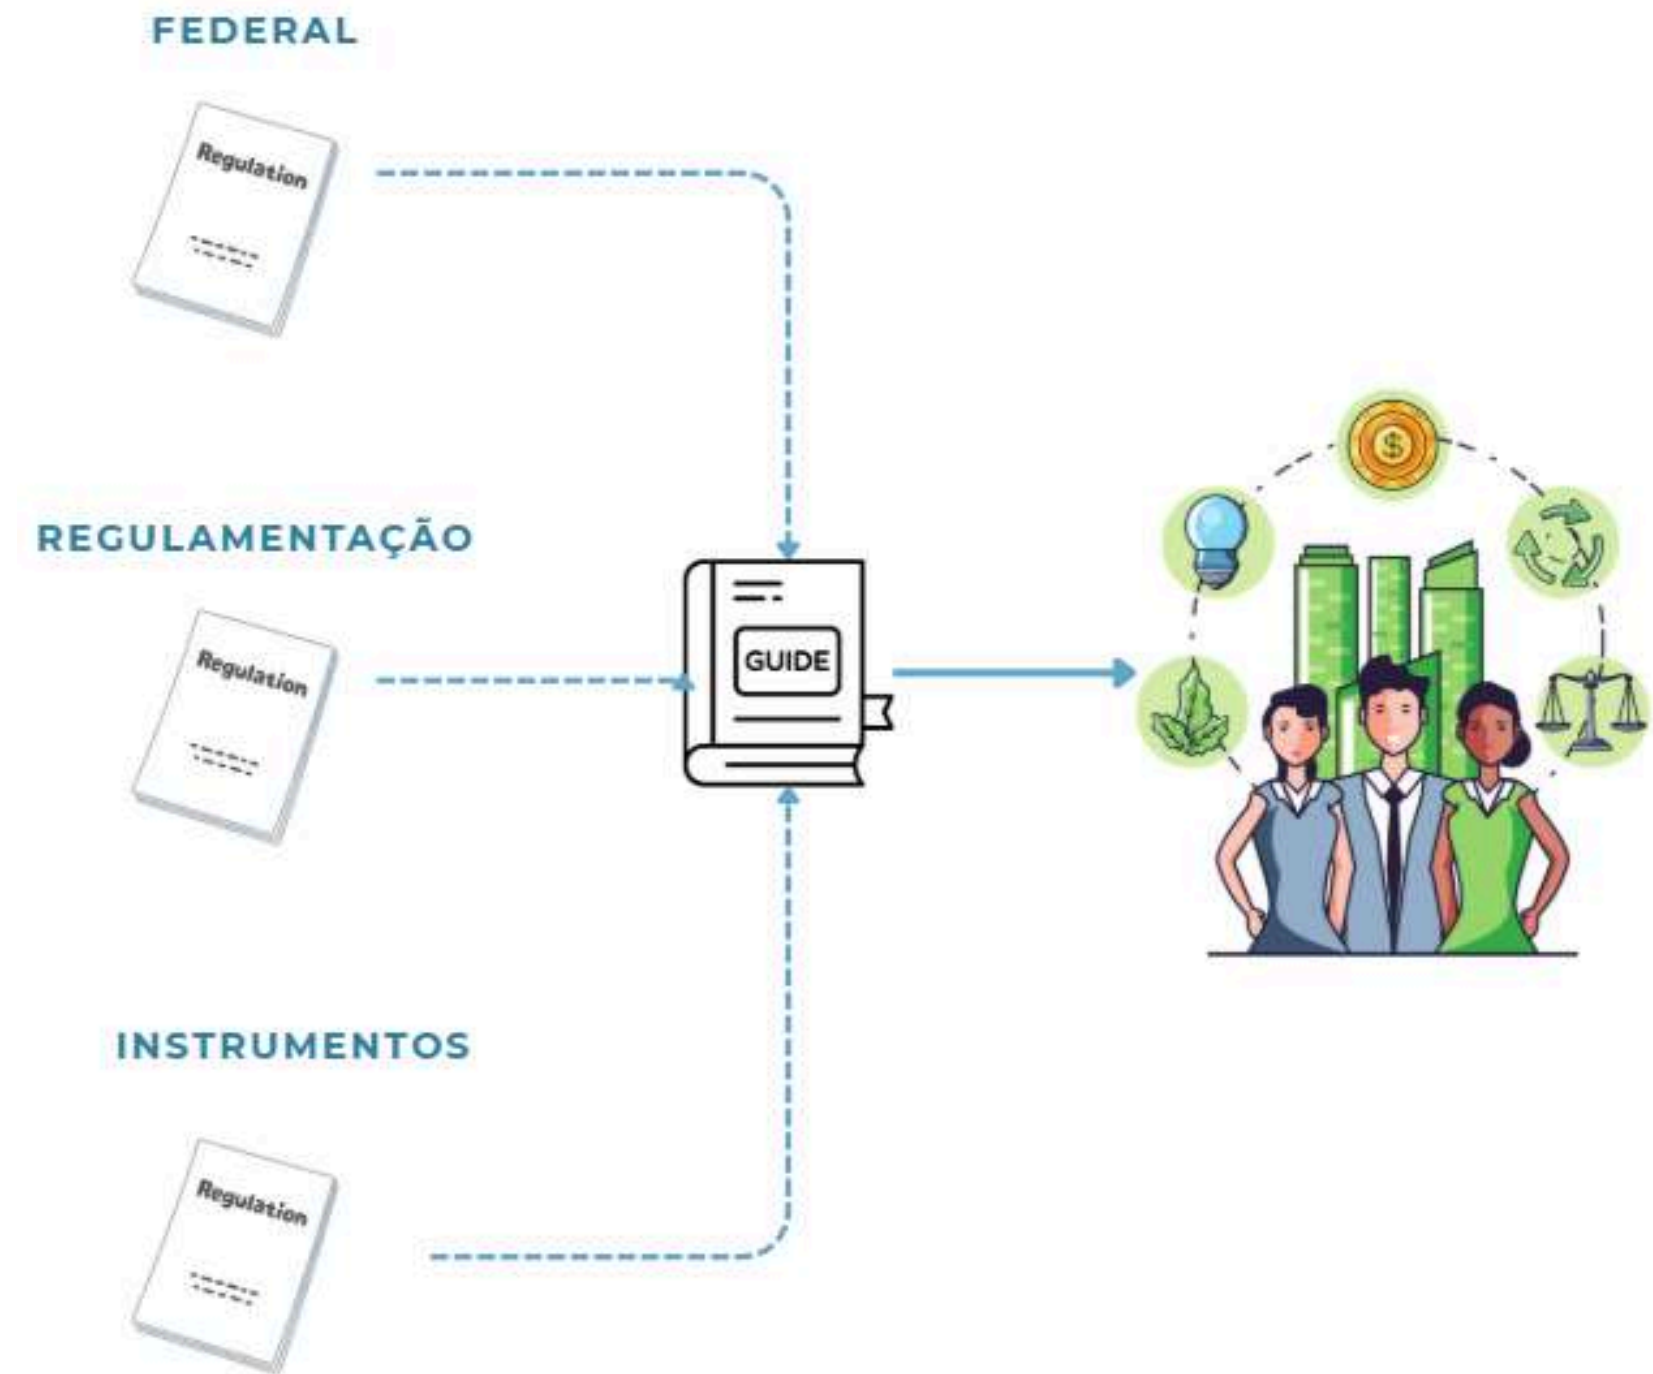 FEDERAL
Regulation
REGULAMENTAÇÃO
Regulation
GUIDE
$
INSTRUMENTOS
Regulation